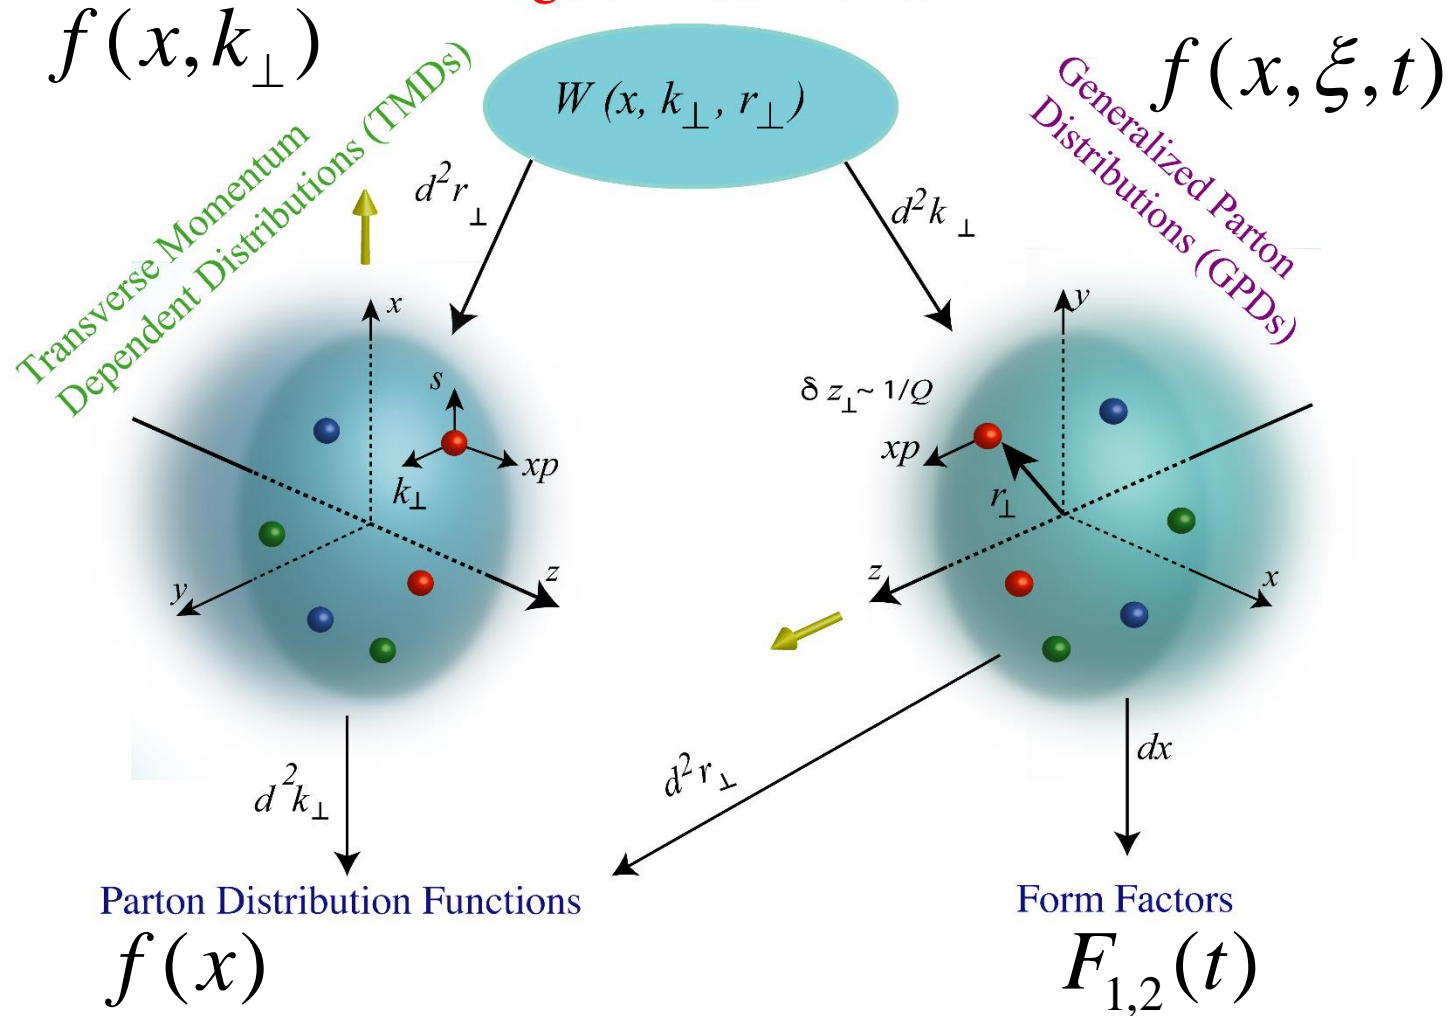 f(x, k⊥)
f(x, ξ, t)
W (x, k⊥, r⊥)
Transverse Momentum
Dependent Distributions (TMDs)
Generalized Parton
Distributions (GPDs)
d²r⊥
d²k⊥
x
s
xp
k⊥
y
z
y
δ z⊥~ 1/Q
xp
r⊥
z
x
d²k⊥
d²r⊥
dx
Parton Distribution Functions
Form Factors
f(x)
F1,2(t)